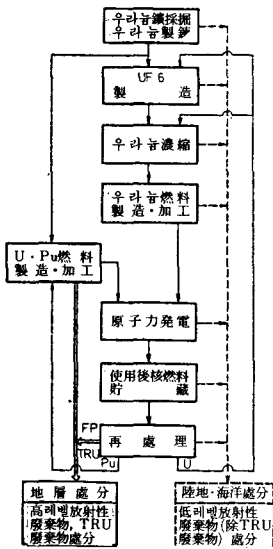 우라늄鑛採掘
우라늄製鍊
UF6
製造
우라늄濃縮
우라늄燃料
製造·加工
U·Pu燃料
製造·加工
原子力發電
使用後核燃料
貯藏
再處理
FP
TRU
Pu
U
地層處分
高레벨放射性
廢棄物, TRU
廢棄物處分
陸地·海洋處分
低레벨放射性
廢棄物(除TRU
廢棄物) 處分